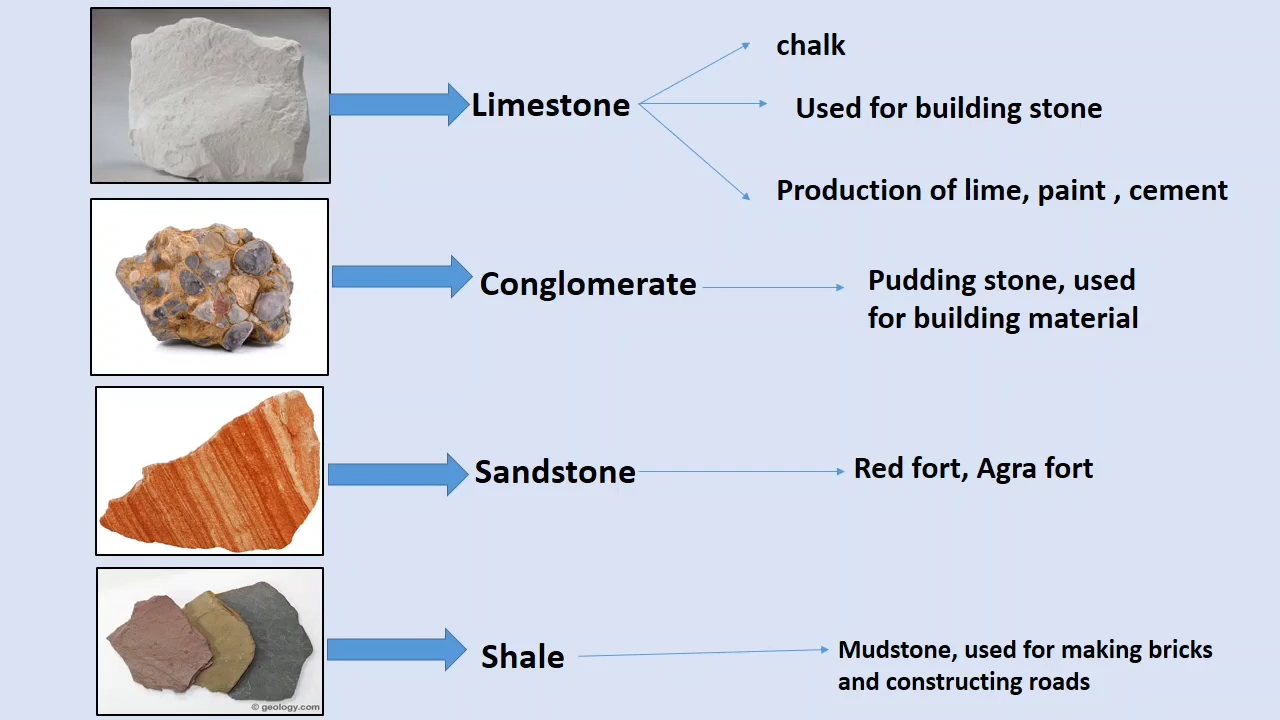 chalk
Limestone
Used for building stone
Production of lime, paint , cement
Conglomerate
Pudding stone, used
for building material
Sandstone
Red fort, Agra fort
Shale
Mudstone, used for making bricks
and constructing roads
© geology.com